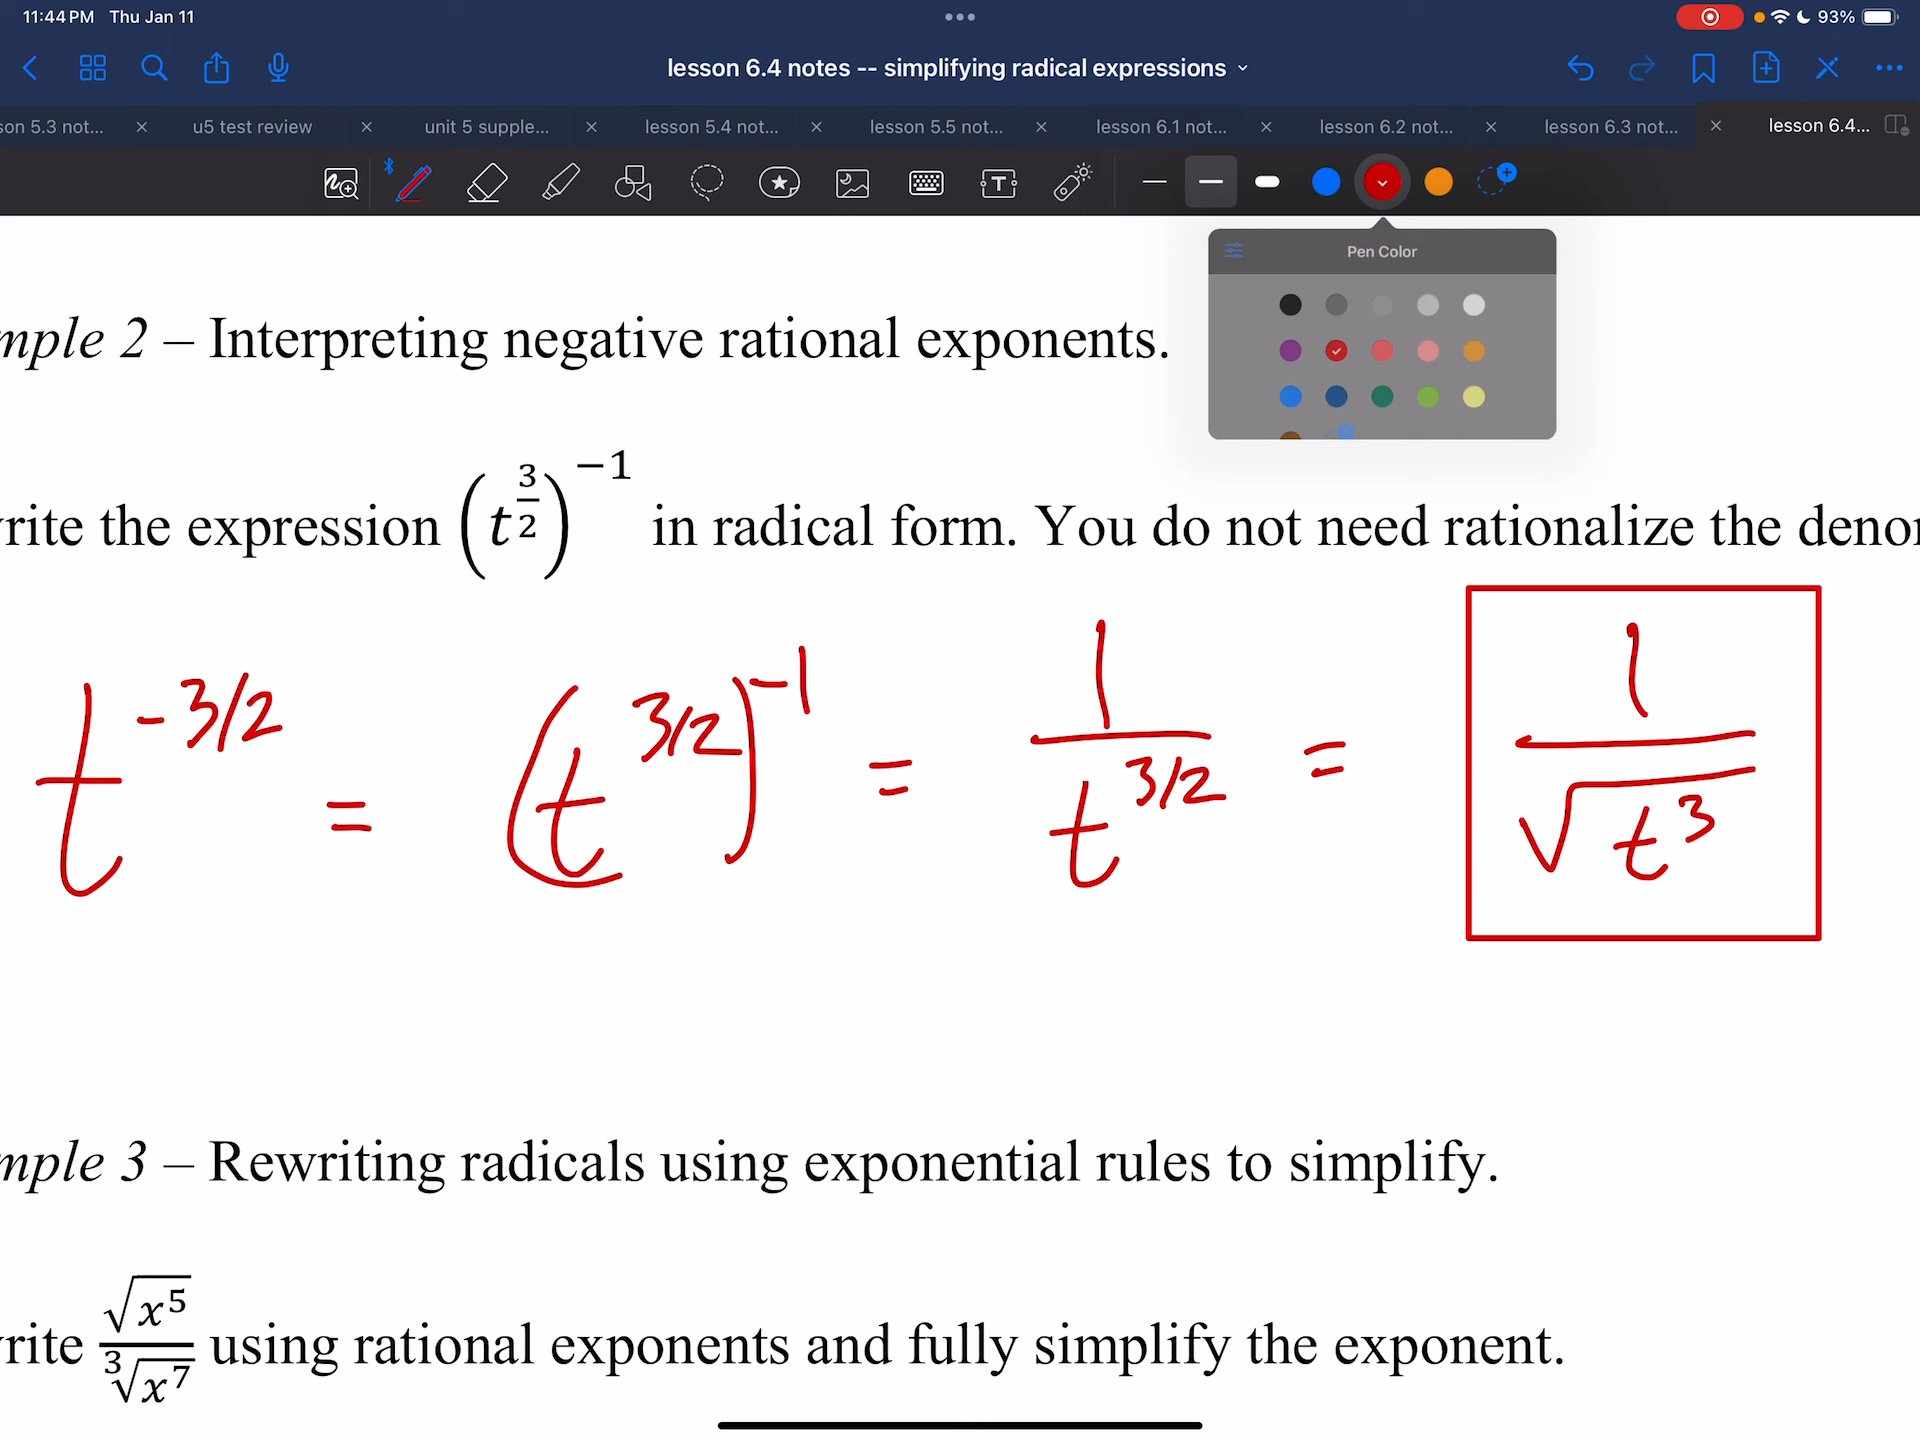 11:44 PM Thu Jan 11 93%
lesson 6.4 notes -- simplifying radical expressions
son 5.3 not... u5 test review unit 5 supple... lesson 5.4 not... lesson 5.5 not... lesson 6.1 not... lesson 6.2 not... lesson 6.3 not... lesson 6.4...
Pen Color
mple 2 – Interpreting negative rational exponents.
rite the expression (t^(3/2))^−1 in radical form. You do not need rationalize the deno
t^(-3/2) = (t^(3/2))^-1 = 1/t^(3/2) = 1/√(t^3)
mple 3 – Rewriting radicals using exponential rules to simplify.
rite √(x^5)/∛(x^7) using rational exponents and fully simplify the exponent.